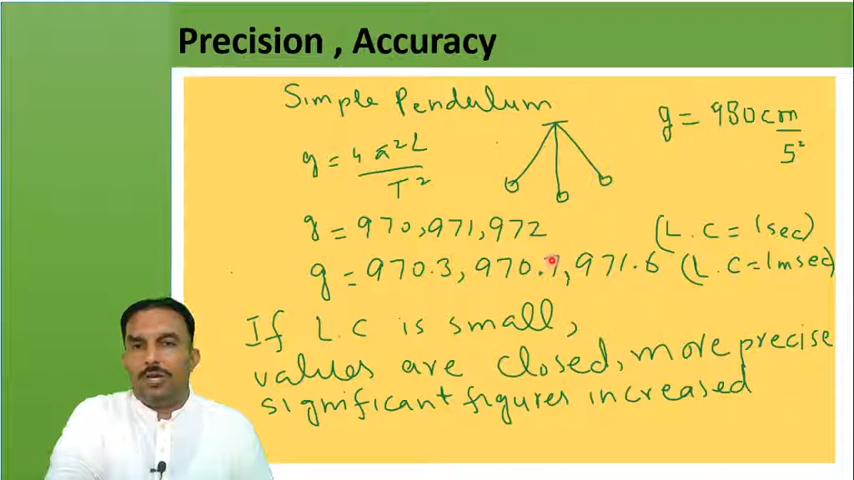 Precision , Accuracy
Simple Pendulum
g = 980 cm/s²
g = 4π²L/T²
g = 970, 971, 972 (L.C = 1sec)
g = 970.3, 970.7, 971.6 (L.C = 1msec)
If L.C is small,
values are closed, more precise
significant figures increased